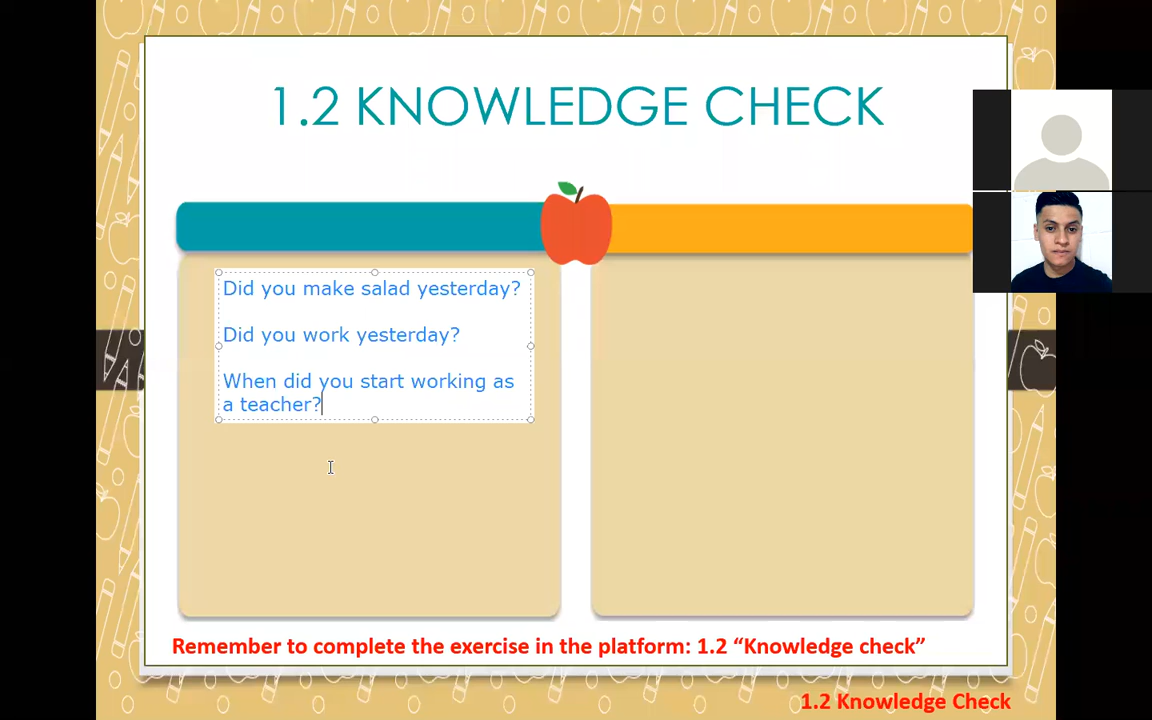 1.2 KNOWLEDGE CHECK
Did you make salad yesterday?
Did you work yesterday?
When did you start working as
a teacher?
Remember to complete the exercise in the platform: 1.2 “Knowledge check”
1.2 Knowledge Check